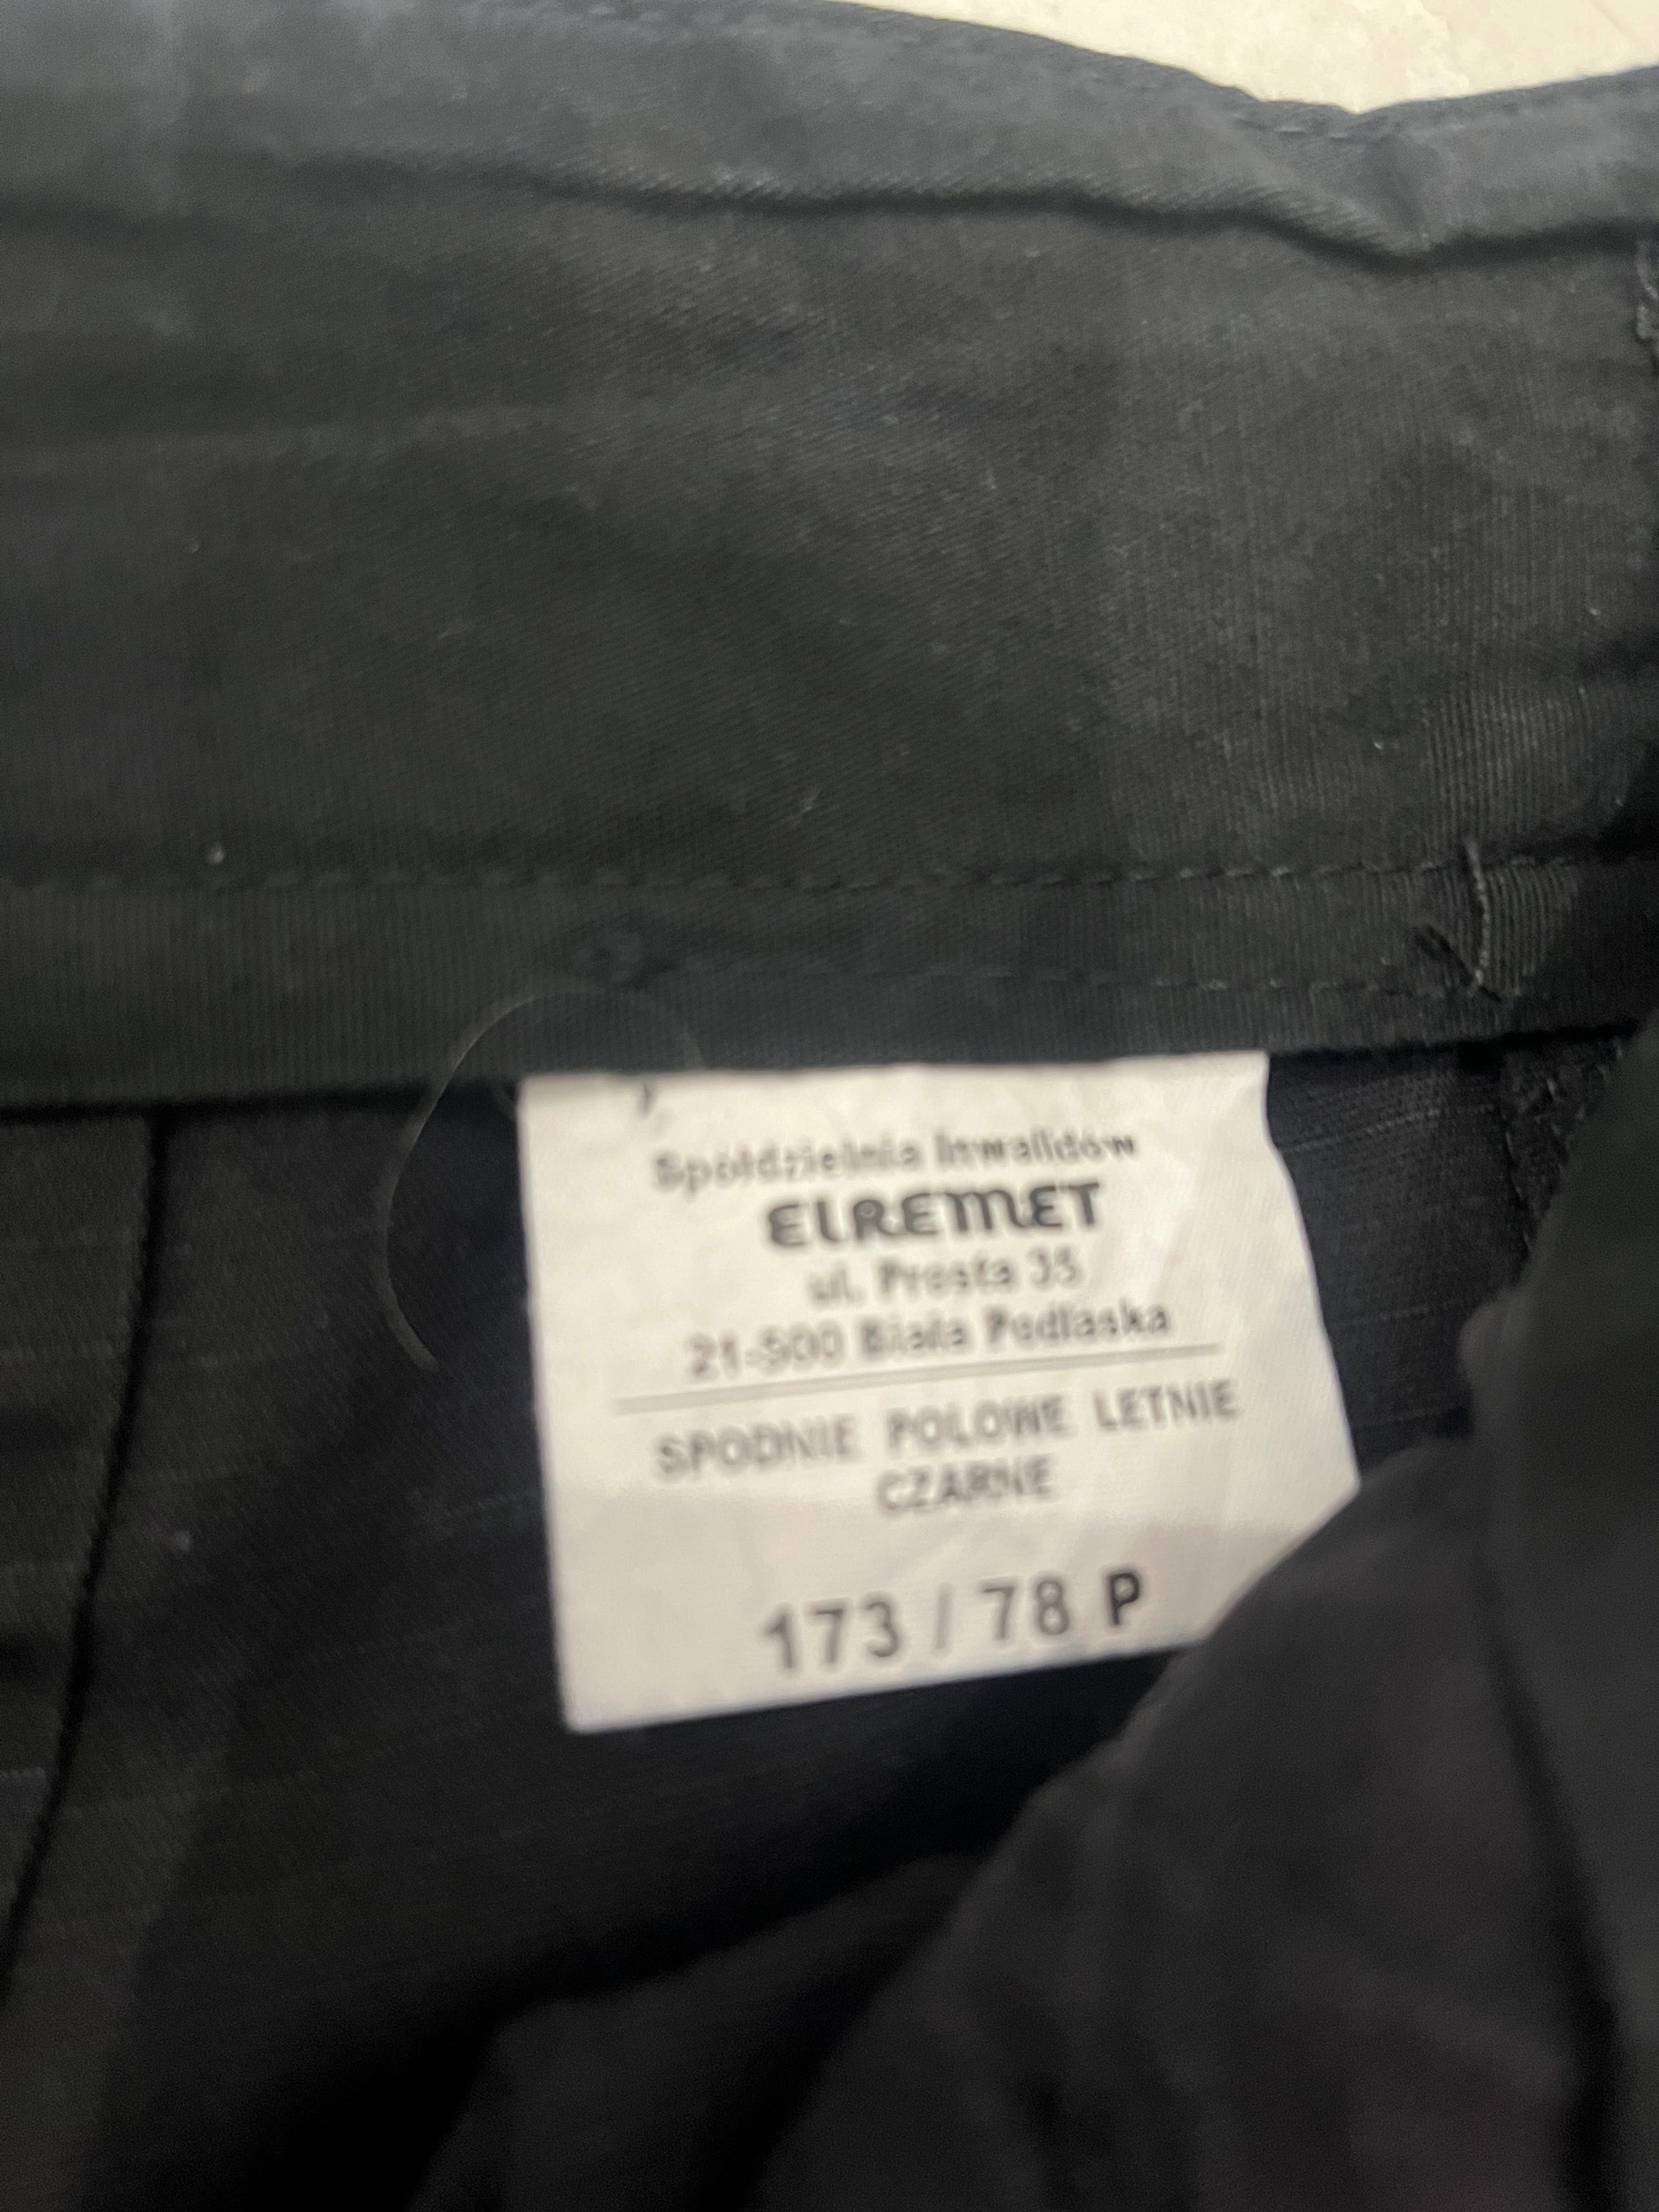 Spółdzielnia Inwalidów
ELREMET
ul. Prosta 35
21-500 Biała Podlaska
SPODNIE POLOWE LETNIE
CZARNE
173 / 78 P